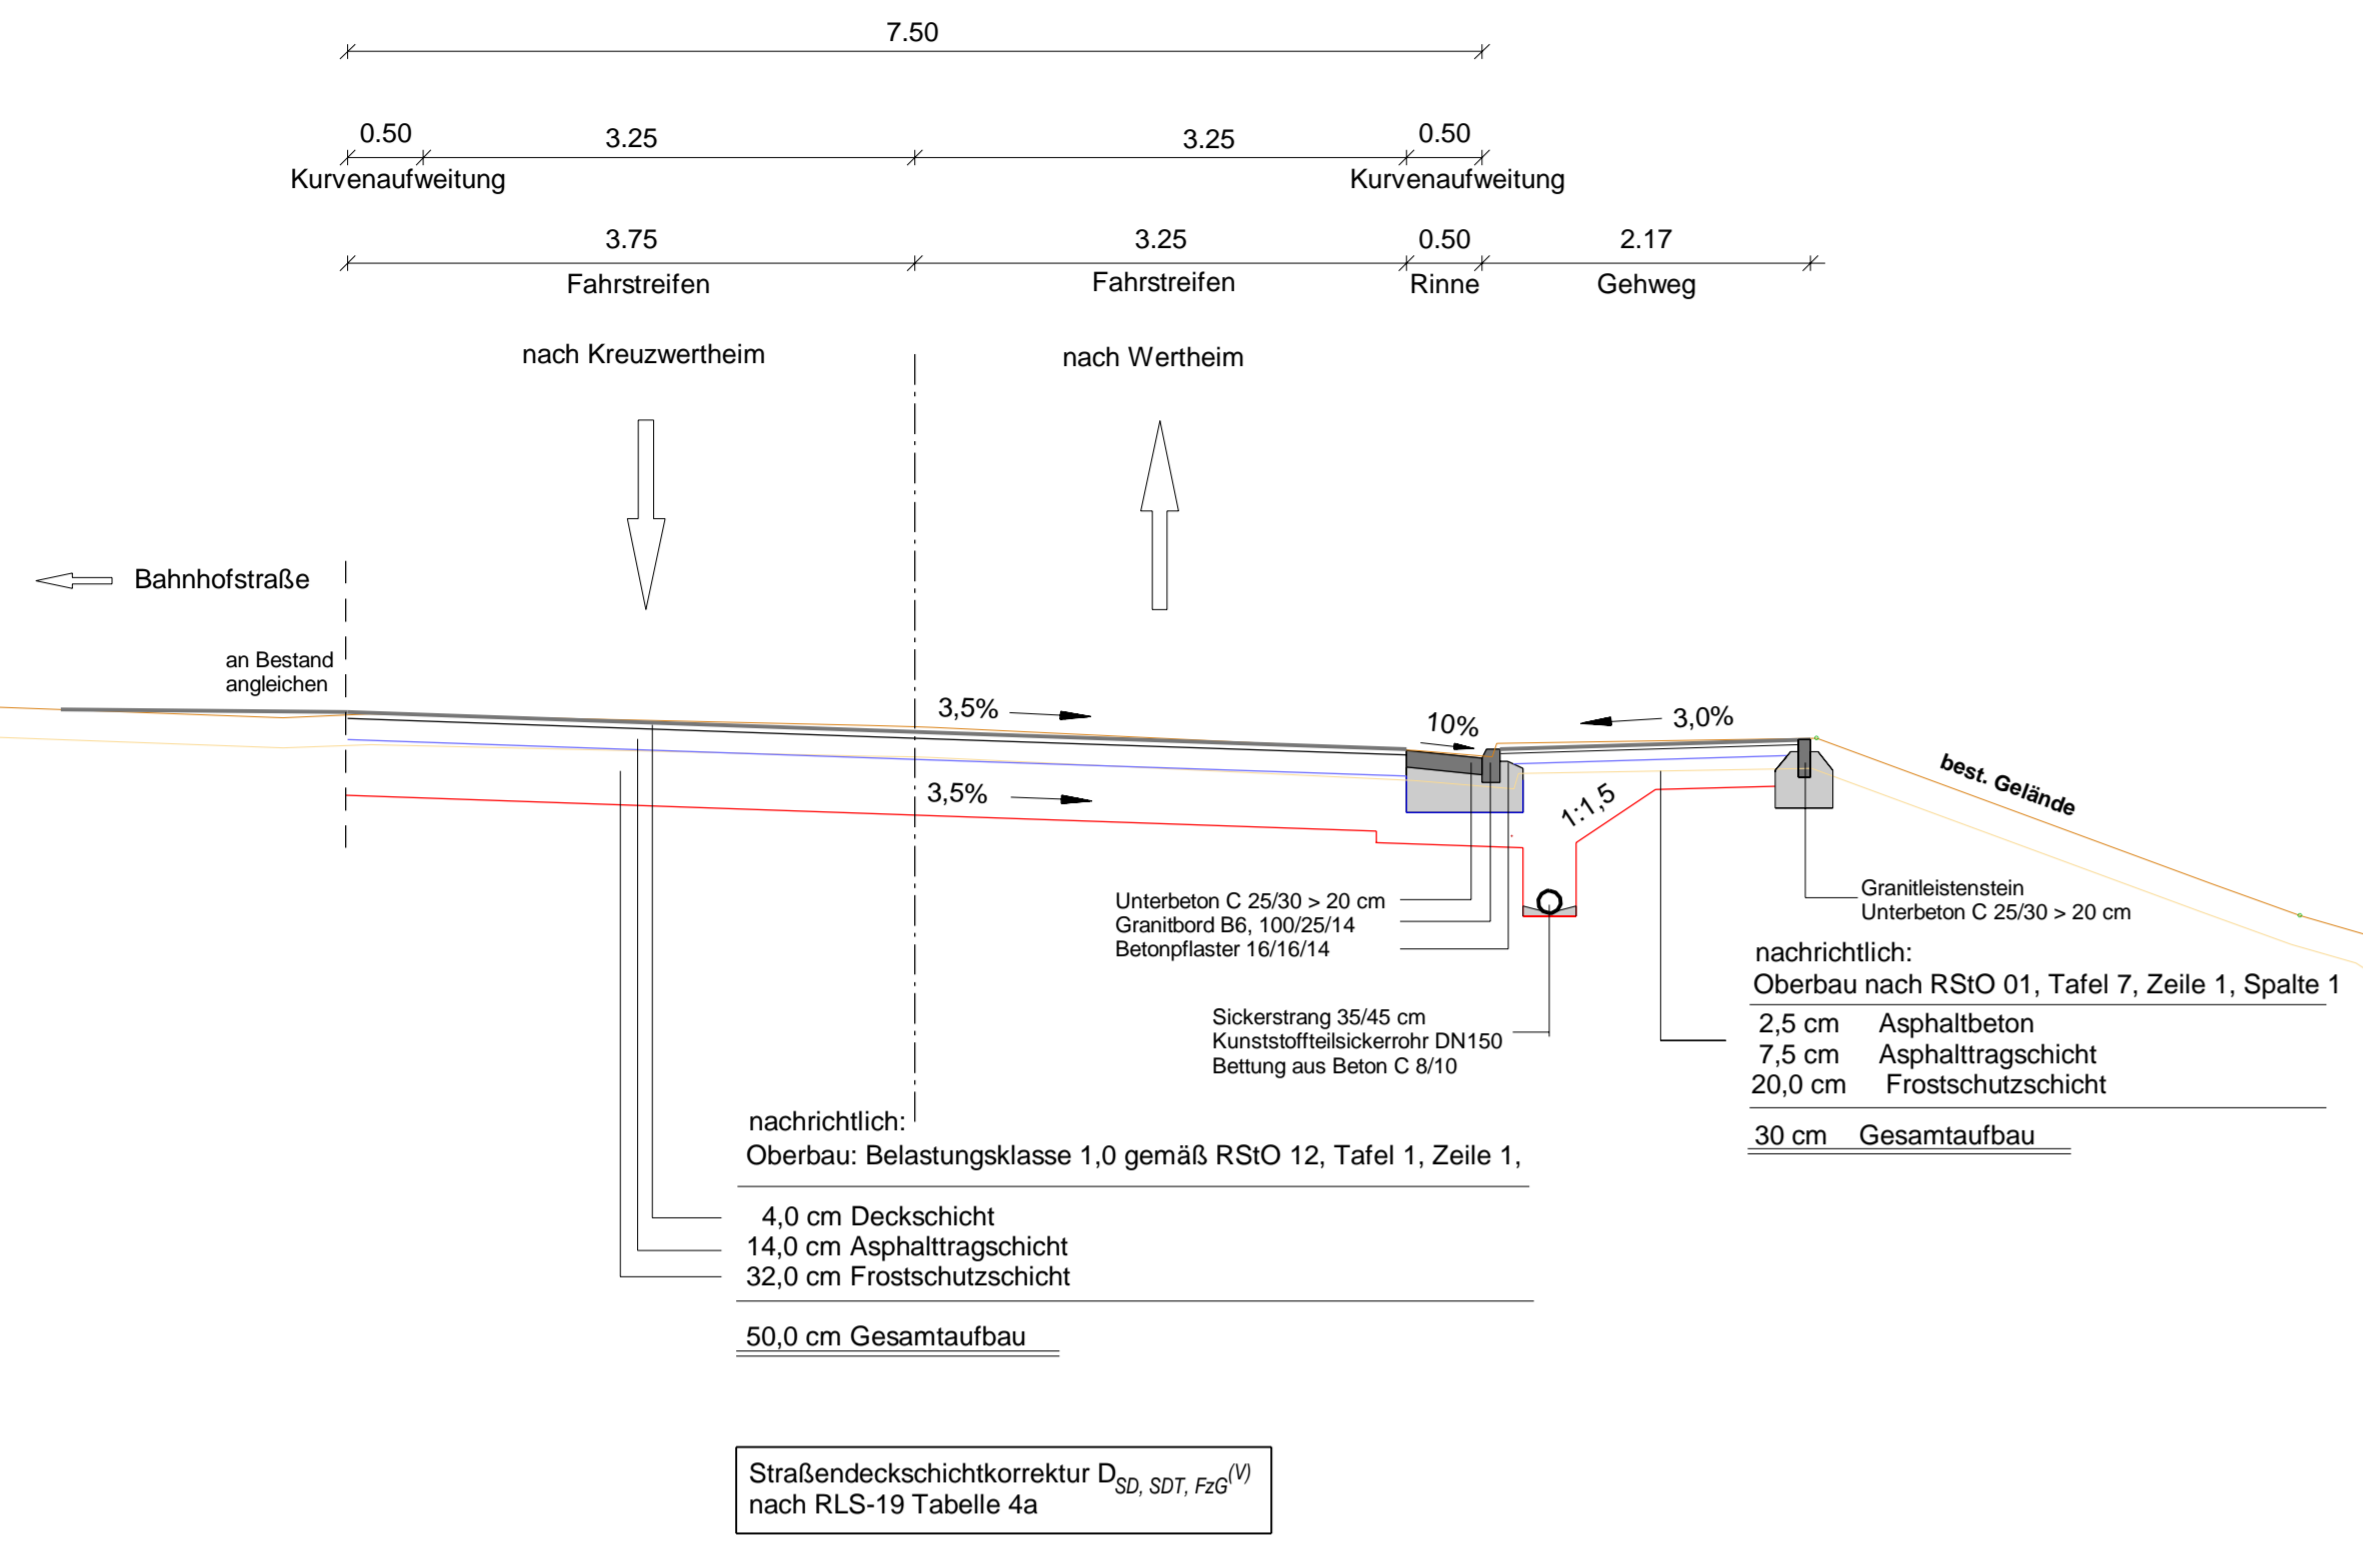 7.50
0.50
3.25
3.25
0.50
Kurvenaufweitung
Kurvenaufweitung
3.75
3.25
0.50
2.17
Fahrstreifen
Fahrstreifen
Rinne
Gehweg
nach Kreuzwertheim
nach Wertheim
Bahnhofstraße
an Bestand
angleichen
3,5%
10%
3,0%
3,5%
1:1,5
best. Gelände
Unterbeton C 25/30 > 20 cm
Granitbord B6, 100/25/14
Betonpflaster 16/16/14
Granitleistenstein
Unterbeton C 25/30 > 20 cm
Sickerstrang 35/45 cm
Kunststoffteilsickerrohr DN150
Bettung aus Beton C 8/10
nachrichtlich:
Oberbau nach RStO 01, Tafel 7, Zeile 1, Spalte 1
2,5 cm Asphaltbeton
7,5 cm Asphalttragschicht
20,0 cm Frostschutzschicht
30 cm Gesamtaufbau
nachrichtlich:
Oberbau: Belastungsklasse 1,0 gemäß RStO 12, Tafel 1, Zeile 1,
4,0 cm Deckschicht
14,0 cm Asphalttragschicht
32,0 cm Frostschutzschicht
50,0 cm Gesamtaufbau
Straßendeckschichtkorrektur D SD, SDT, FzG (V)
nach RLS-19 Tabelle 4a